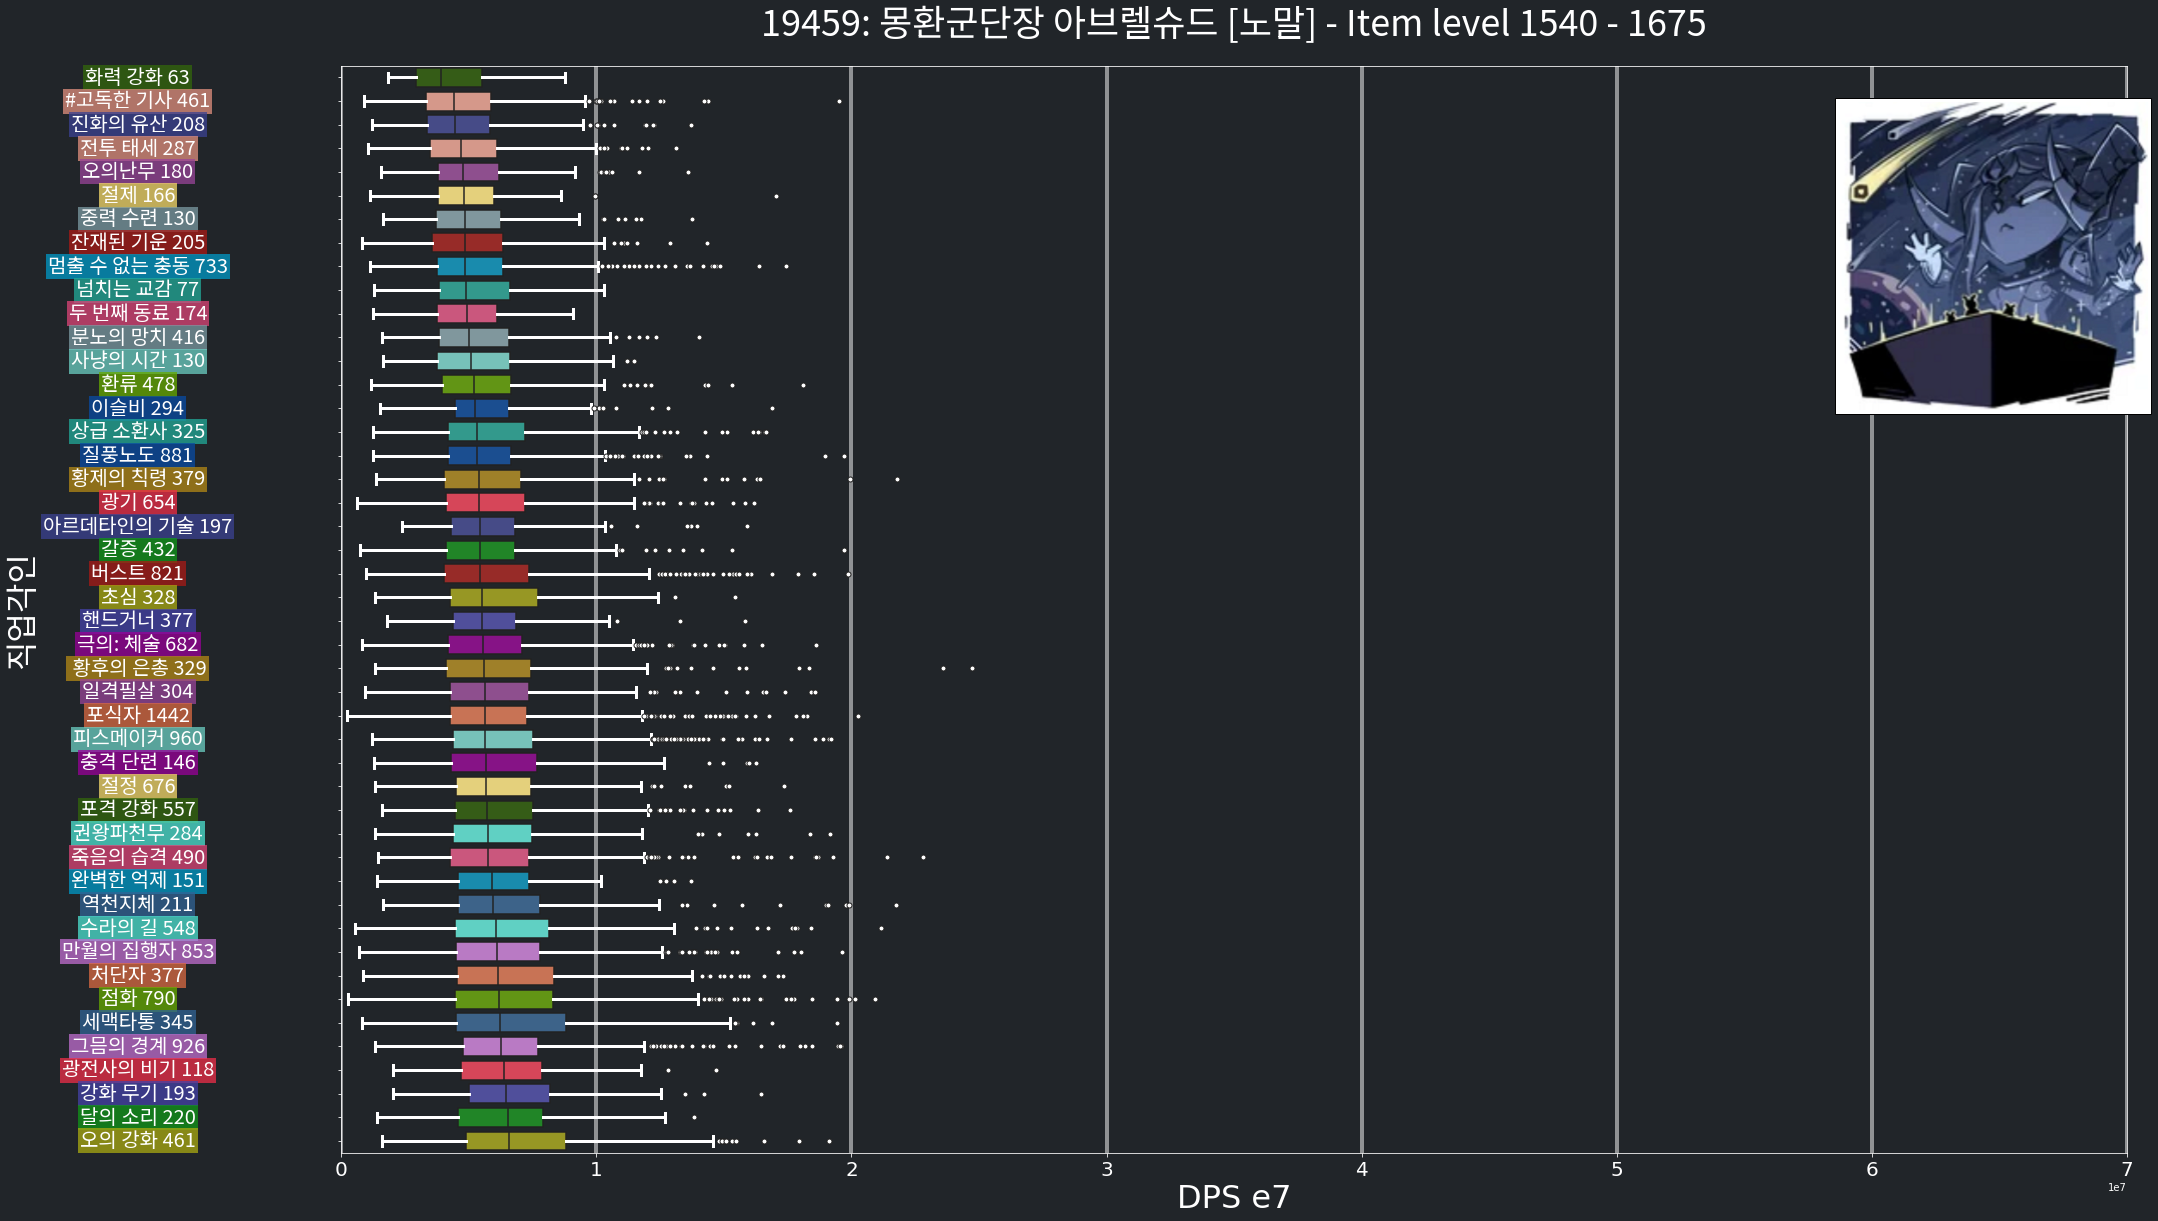 19459: 몽환군단장 아브렐슈드 [노말] - Item level 1540 - 1675
화력 강화 63
#고독한 기사 461
진화의 유산 208
전투 태세 287
오의난무 180
절제 166
중력 수련 130
잔재된 기운 205
멈출 수 없는 충동 733
넘치는 교감 77
두 번째 동료 174
분노의 망치 416
사냥의 시간 130
환류 478
이슬비 294
상급 소환사 325
질풍노도 881
황제의 칙령 379
광기 654
아르데타인의 기술 197
갈증 432
버스트 821
초심 328
핸드거너 377
극의: 체술 682
황후의 은총 329
일격필살 304
포식자 1442
피스메이커 960
충격 단련 146
절정 676
포격 강화 557
권왕파천무 284
죽음의 습격 490
완벽한 억제 151
역천지체 211
수라의 길 548
만월의 집행자 853
처단자 377
점화 790
세맥타통 345
그믐의 경계 926
광전사의 비기 118
강화 무기 193
달의 소리 220
오의 강화 461
직업각인
0 1 2 3 4 5 6 7
1e7
DPS e7